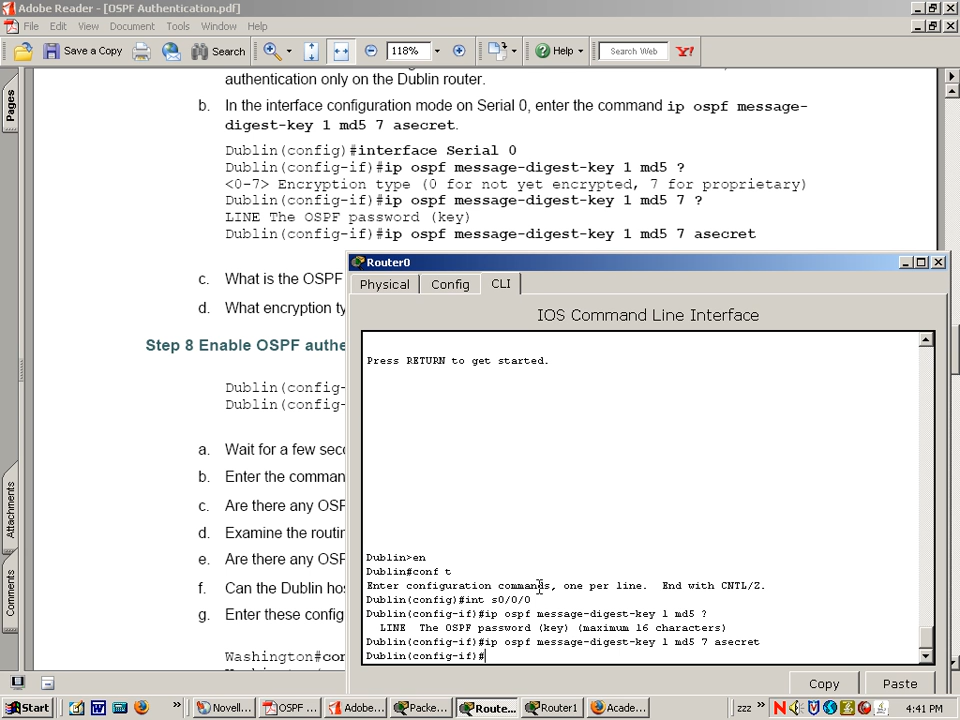 Adobe Reader - [OSPF Authentication.pdf]
File Edit View Document Tools Window Help
Save a Copy Search 118% Help Search Web Y!
Pages
Attachments
Comments
authentication only on the Dublin router.
b. In the interface configuration mode on Serial 0, enter the command ip ospf message-
digest-key 1 md5 7 asecret.
Dublin(config)#interface Serial 0
Dublin(config-if)#ip ospf message-digest-key 1 md5 ?
<0-7> Encryption type (0 for not yet encrypted, 7 for proprietary)
Dublin(config-if)#ip ospf message-digest-key 1 md5 7 ?
LINE The OSPF password (key)
Dublin(config-if)#ip ospf message-digest-key 1 md5 7 asecret
c. What is the OSPF
d. What encryption ty
Step 8 Enable OSPF authe
Dublin(config-
Dublin(config-
a. Wait for a few seco
b. Enter the comman
c. Are there any OSP
d. Examine the routin
e. Are there any OSP
f. Can the Dublin hos
g. Enter these config
Washington#con
Router0
Physical Config CLI
IOS Command Line Interface
Press RETURN to get started.
Dublin>en
Dublin#conf t
Enter configuration commands, one per line. End with CNTL/Z.
Dublin(config)#int s0/0/0
Dublin(config-if)#ip ospf message-digest-key 1 md5 ?
LINE The OSPF password (key) (maximum 16 characters)
Dublin(config-if)#ip ospf message-digest-key 1 md5 7 asecret
Dublin(config-if)#
Copy Paste
Start Novell... OSPF ... Adobe... Packe... Route... Router1 Acade... zzz 4:41 PM